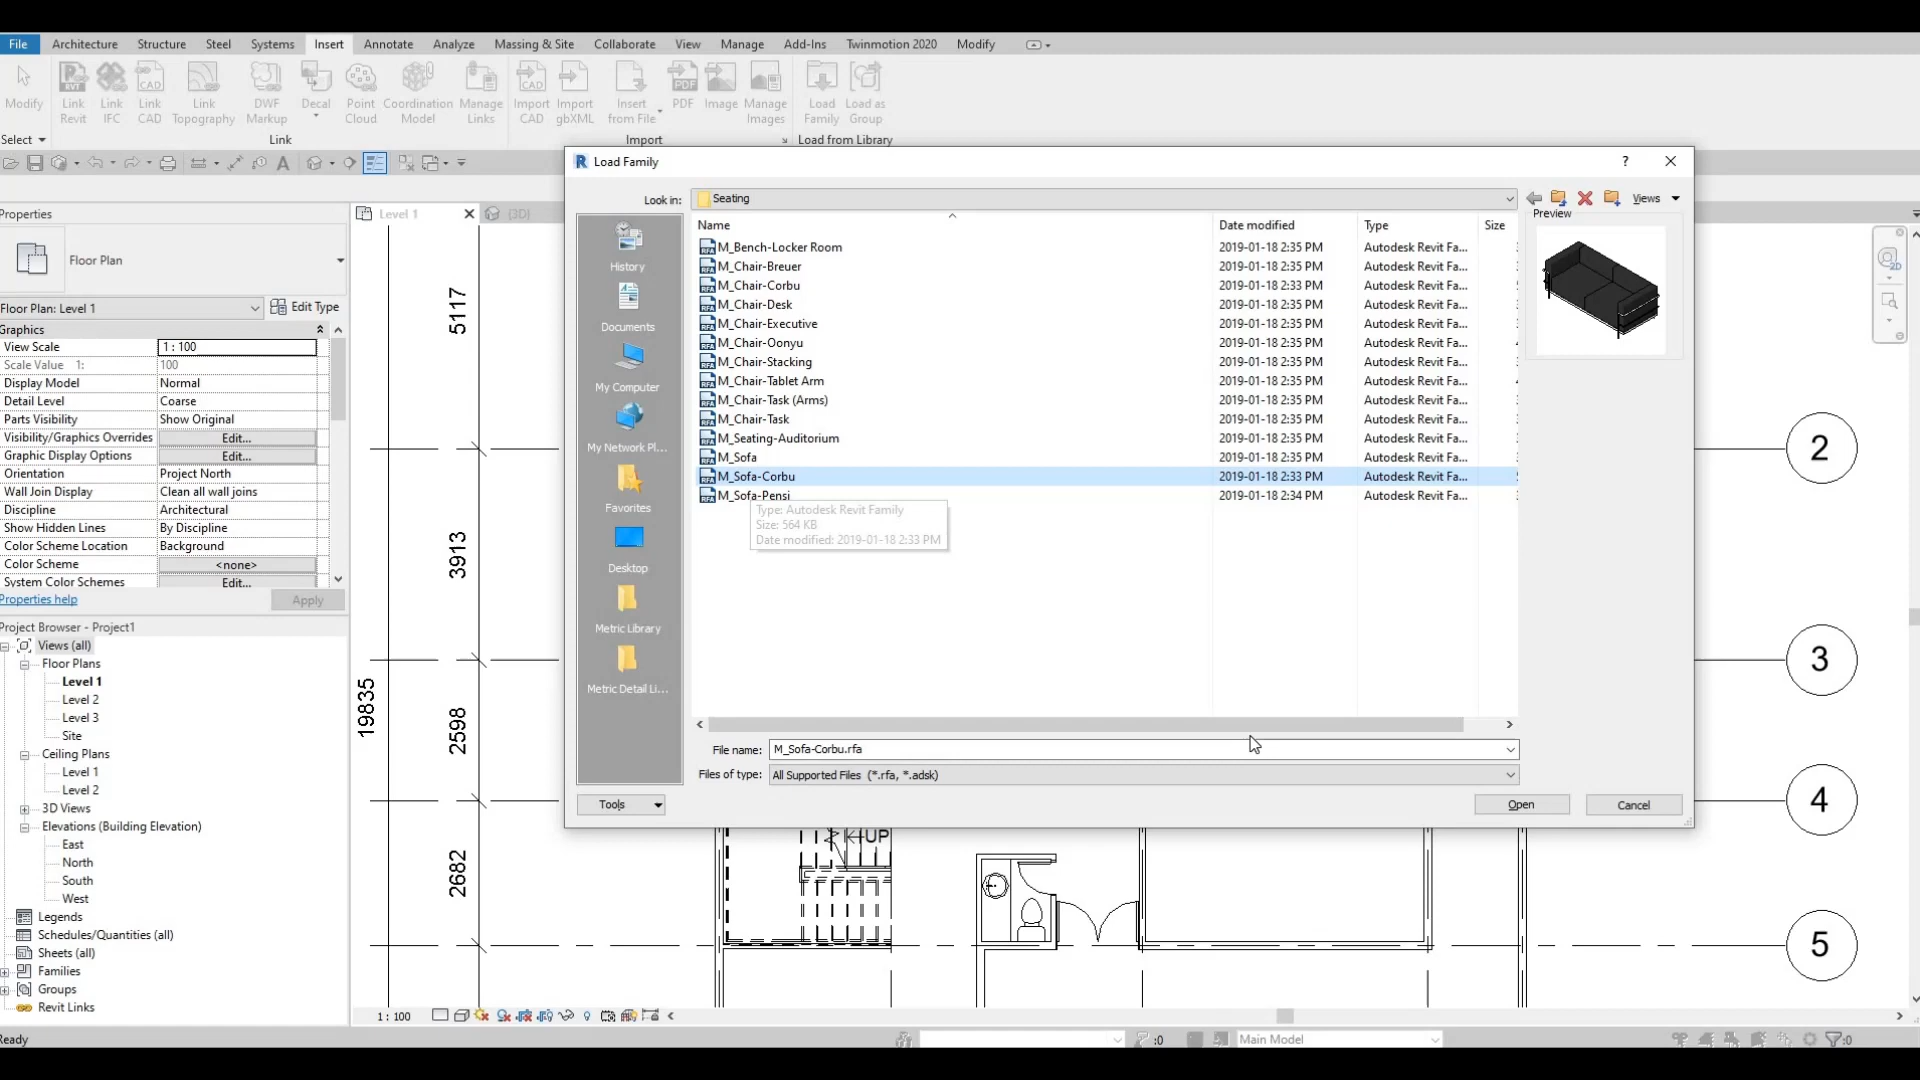 File Architecture Structure Steel Systems Insert Annotate Analyze Massing & Site Collaborate View Manage Add-Ins Twinmotion 2020 Modify
Modify
Link Revit
Link IFC
Link CAD
Link Topography
DWF Markup
Decal
Point Cloud
Coordination Model
Manage Links
Import CAD
Import gbXML
Insert from File
PDF
Image
Manage Images
Load Family
Load as Group
Select
Link
Import
Load from Library
Properties
Floor Plan
Floor Plan: Level 1
Edit Type
Graphics
View Scale 1 : 100
Scale Value 1: 100
Display Model Normal
Detail Level Coarse
Parts Visibility Show Original
Visibility/Graphics Overrides Edit...
Graphic Display Options Edit...
Orientation Project North
Wall Join Display Clean all wall joins
Discipline Architectural
Show Hidden Lines By Discipline
Color Scheme Location Background
Color Scheme <none>
System Color Schemes Edit...
Properties help
Apply
Project Browser - Project1
Views (all)
Floor Plans
Level 1
Level 2
Level 3
Site
Ceiling Plans
Level 1
Level 2
3D Views
Elevations (Building Elevation)
East
North
South
West
Legends
Schedules/Quantities (all)
Sheets (all)
Families
Groups
Revit Links
Level 1
(3D)
5117
3913
19835
2598
2682
Load Family
?
Look in: Seating
Views
Preview
History
Documents
My Computer
My Network Pl...
Favorites
Desktop
Metric Library
Metric Detail Li...
Name Date modified Type Size
M_Bench-Locker Room 2019-01-18 2:35 PM Autodesk Revit Fa...
M_Chair-Breuer 2019-01-18 2:35 PM Autodesk Revit Fa...
M_Chair-Corbu 2019-01-18 2:33 PM Autodesk Revit Fa...
M_Chair-Desk 2019-01-18 2:35 PM Autodesk Revit Fa...
M_Chair-Executive 2019-01-18 2:35 PM Autodesk Revit Fa...
M_Chair-Oonyu 2019-01-18 2:35 PM Autodesk Revit Fa...
M_Chair-Stacking 2019-01-18 2:35 PM Autodesk Revit Fa...
M_Chair-Tablet Arm 2019-01-18 2:35 PM Autodesk Revit Fa...
M_Chair-Task (Arms) 2019-01-18 2:35 PM Autodesk Revit Fa...
M_Chair-Task 2019-01-18 2:35 PM Autodesk Revit Fa...
M_Seating-Auditorium 2019-01-18 2:35 PM Autodesk Revit Fa...
M_Sofa 2019-01-18 2:35 PM Autodesk Revit Fa...
M_Sofa-Corbu 2019-01-18 2:33 PM Autodesk Revit Fa...
M_Sofa-Pensi 2019-01-18 2:34 PM Autodesk Revit Fa...
Type: Autodesk Revit Family
Size: 564 KB
Date modified: 2019-01-18 2:33 PM
File name: M_Sofa-Corbu.rfa
Files of type: All Supported Files (*.rfa, *.adsk)
Tools
Open
Cancel
UP
2
3
4
5
1 : 100
Ready
:0
Main Model
:0